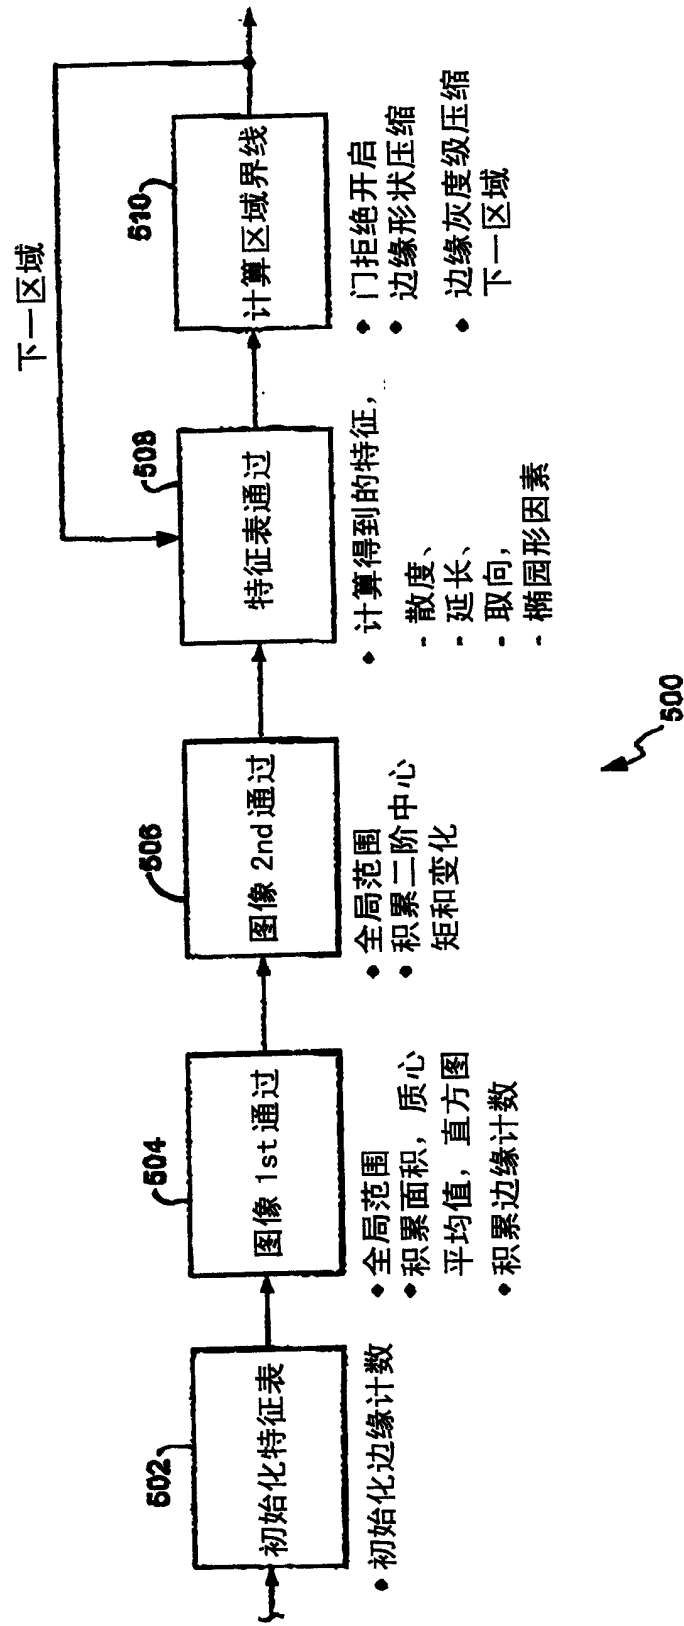 下一区域
502
初始化特征表
● 初始化边缘计数
504
图像 1st 通过
● 全局范围
● 积累面积，质心
平均值，直方图
● 积累边缘计数
506
图像 2nd 通过
● 全局范围
● 积累二阶中心
矩和变化
508
特征表通过
● 计算得到的特征，
- 散度、
- 延长、
- 取向，
- 椭园形因素
510
计算区域界线
● 门拒绝开启
● 边缘形状压缩
● 边缘灰度级压缩
下一区域
500